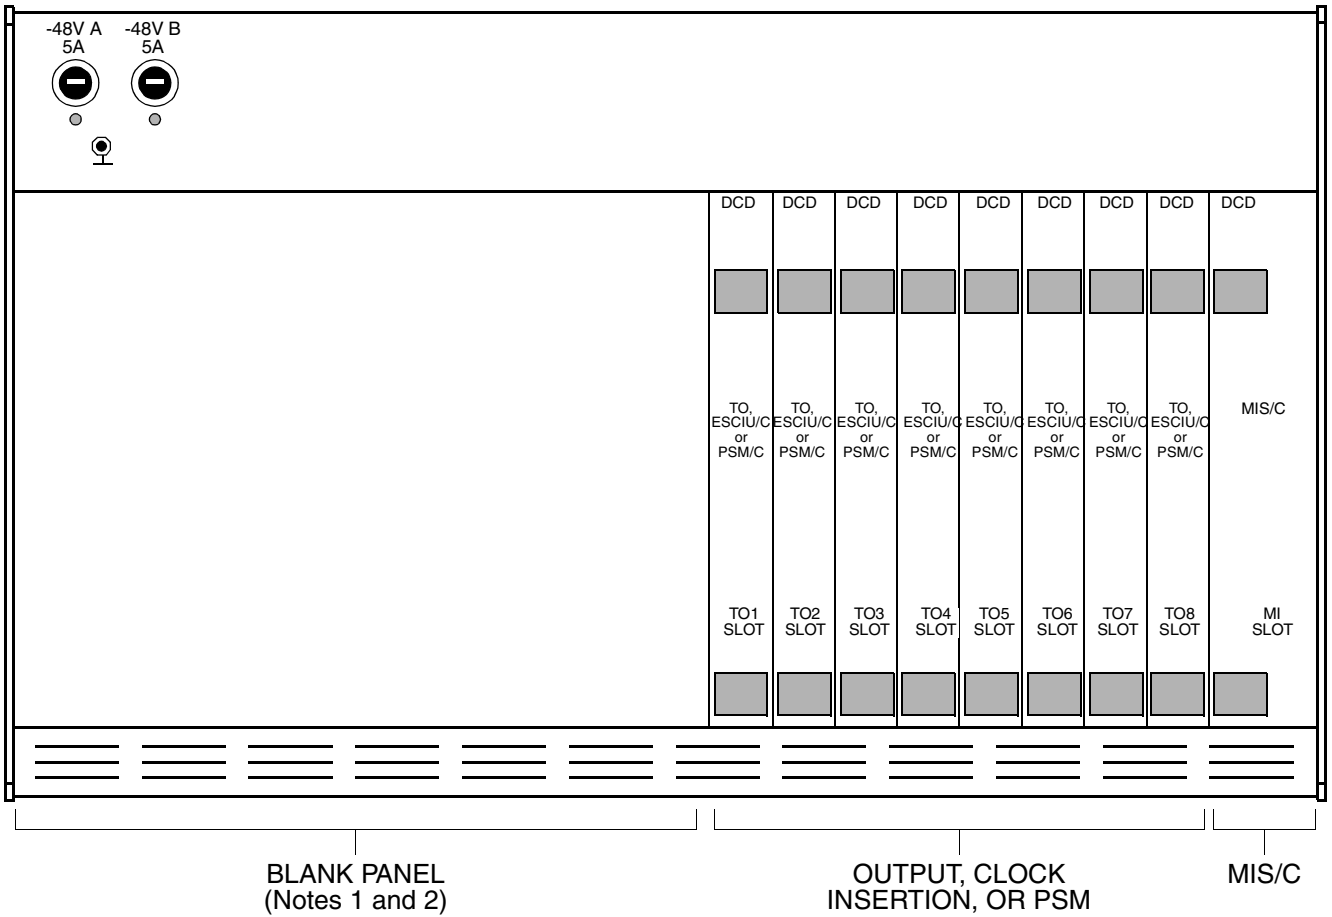 -48V A -48V B
5A 5A
DCD DCD DCD DCD DCD DCD DCD DCD DCD
TO, TO, TO, TO, TO, TO, TO, TO, MIS/C
ESCIU/C ESCIU/C ESCIU/C ESCIU/C ESCIU/C ESCIU/C ESCIU/C ESCIU/C
or or or or or or or or
PSM/C PSM/C PSM/C PSM/C PSM/C PSM/C PSM/C PSM/C
TO1 TO2 TO3 TO4 TO5 TO6 TO7 TO8 MI
SLOT SLOT SLOT SLOT SLOT SLOT SLOT SLOT SLOT
BLANK PANEL OUTPUT, CLOCK MIS/C
(Notes 1 and 2) INSERTION, OR PSM